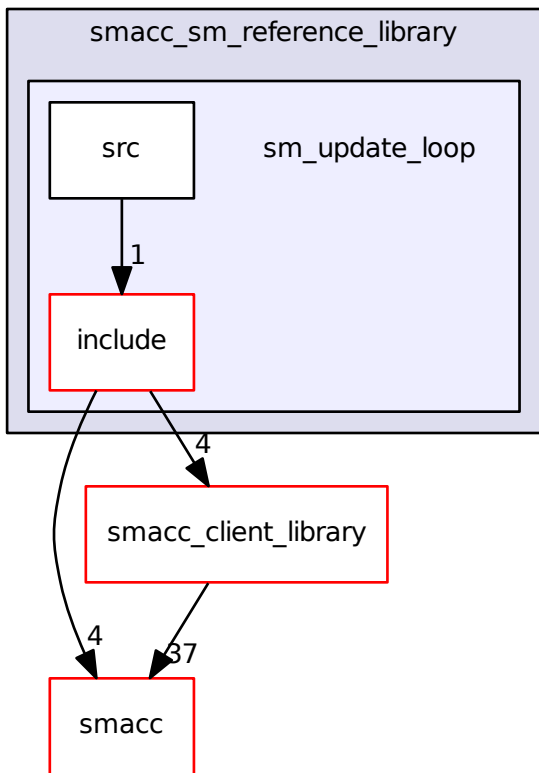 smacc_sm_reference_library
src
sm_update_loop
1
include
4
smacc_client_library
4
37
smacc